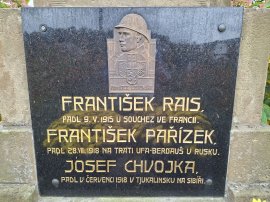 FRANTIŠEK RAIS.
PADL 9. V. 1915 U SOUCHEZ VE FRANCII.
FRANTIŠEK PAŘÍZEK.
PADL 28. VII. 1918 NA TRATI UFA-BERDAUŠ V RUSKU.
JOSEF CHVOJKA.
PADL V ČERVENCI 1918 V TJUKALINSKU NA SIBIŘI.